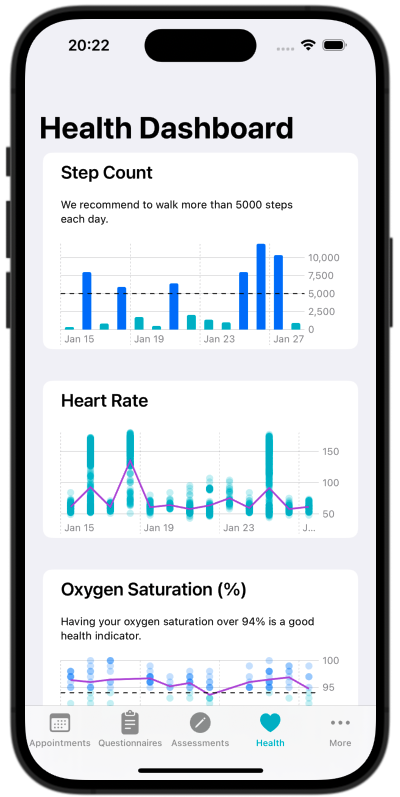 20:22
Health Dashboard
Step Count
We recommend to walk more than 5000 steps
each day.
10,000
7,500
5,000
2,500
0
Jan 15 Jan 19 Jan 23 Jan 27
Heart Rate
150
100
50
Jan 15 Jan 19 Jan 23 J...
Oxygen Saturation (%)
Having your oxygen saturation over 94% is a good
health indicator.
100
95
Appointments Questionnaires Assessments Health More